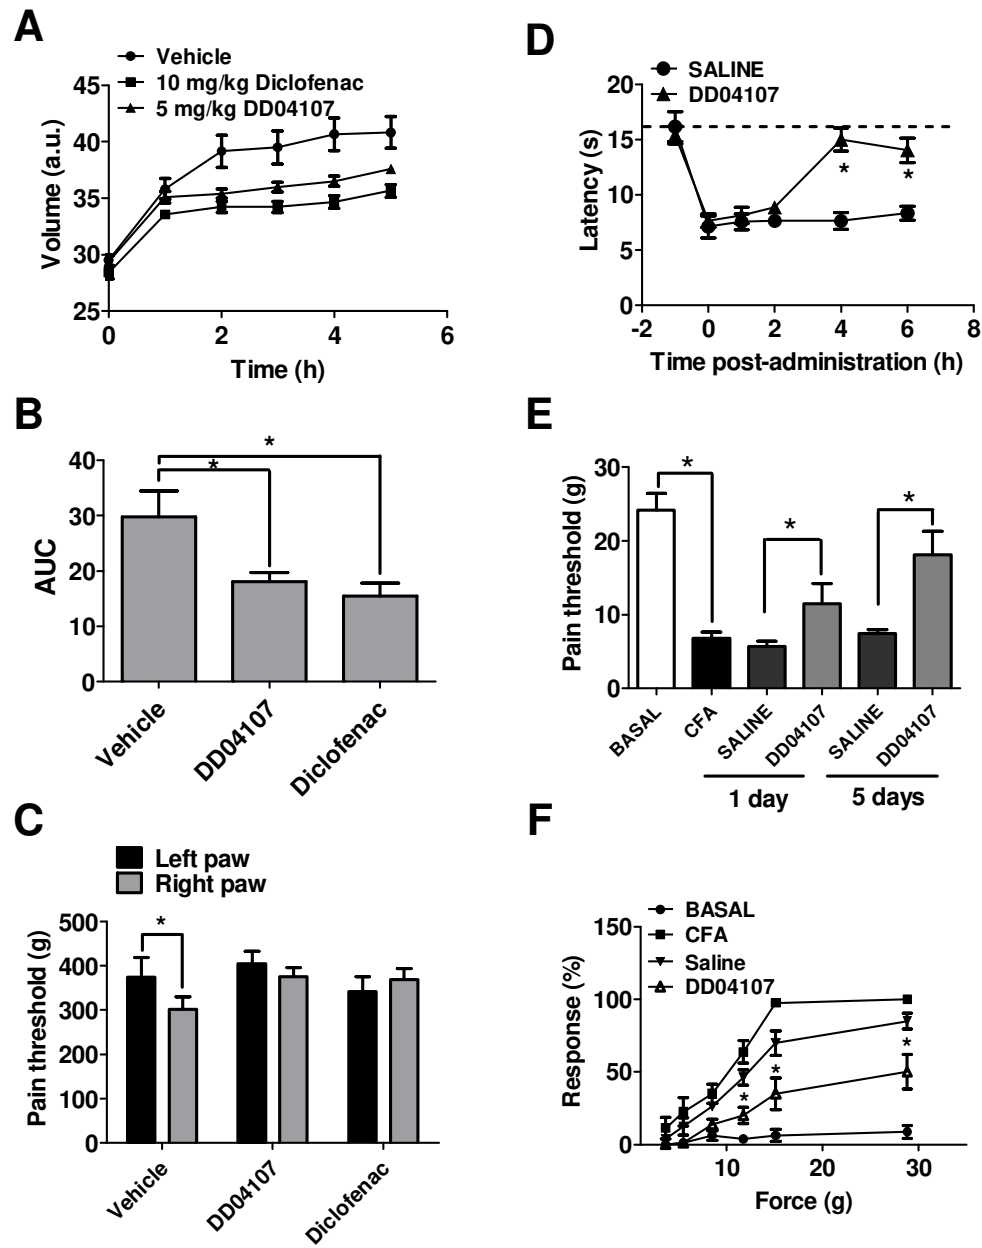 A
Vehicle
10 mg/kg Diclofenac
5 mg/kg DD04107
Volume (a.u.)
45
40
35
30
25
0 2 4 6
Time (h)
D
SALINE
DD04107
Latency (s)
20
15
10
5
0
* *
-2 0 2 4 6 8
Time post-administration (h)
B
AUC
40
30
20
10
0
*
*
Vehicle
DD04107
Diclofenac
E
Pain threshold (g)
30
20
10
0
* * *
BASAL
CFA
SALINE
DD04107
SALINE
DD04107
1 day 5 days
C
Left paw
Right paw
Pain threshold (g)
500
400
300
200
100
0
*
Vehicle
DD04107
Diclofenac
F
BASAL
CFA
Saline
DD04107
Response (%)
150
100
50
0
* * *
10 20 30
Force (g)